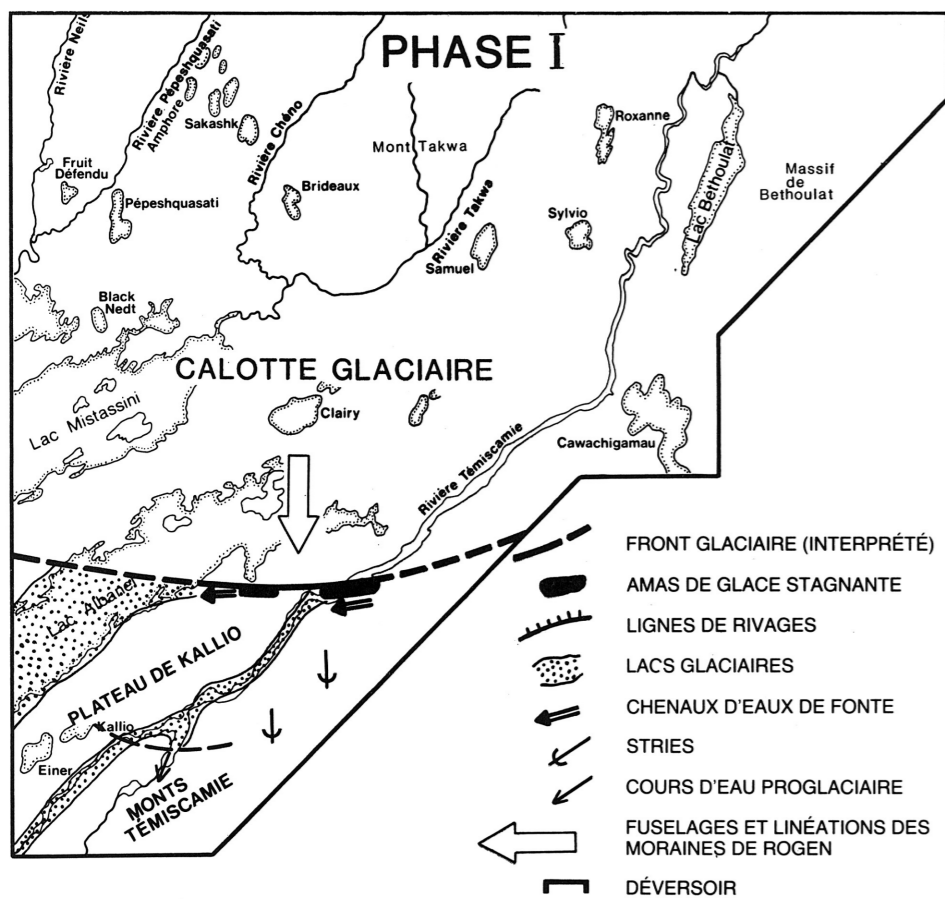 PHASE I
Rivière Neils
Rivière Pépeshquasati
Amphore
Sakashk
Rivière Chéno
Mont Takwa
Roxanne
Fruit
Défendu
Pépeshquasati
Brideaux
Rivière Takwa
Lac Béthoulat
Massif
de
Bethoulat
Sylvio
Samuel
Black
Nedt
CALOTTE GLACIAIRE
Lac Mistassini
Clairy
Cawachigamau
Rivière Témiscamie
Lac Albanel
PLATEAU DE KALLIO
Kallio
Einer
MONTS
TÉMISCAMIE
FRONT GLACIAIRE (INTERPRÉTÉ)
AMAS DE GLACE STAGNANTE
LIGNES DE RIVAGES
LACS GLACIAIRES
CHENAUX D'EAUX DE FONTE
STRIES
COURS D'EAU PROGLACIAIRE
FUSELAGES ET LINÉATIONS DES
MORAINES DE ROGEN
DÉVERSOIR